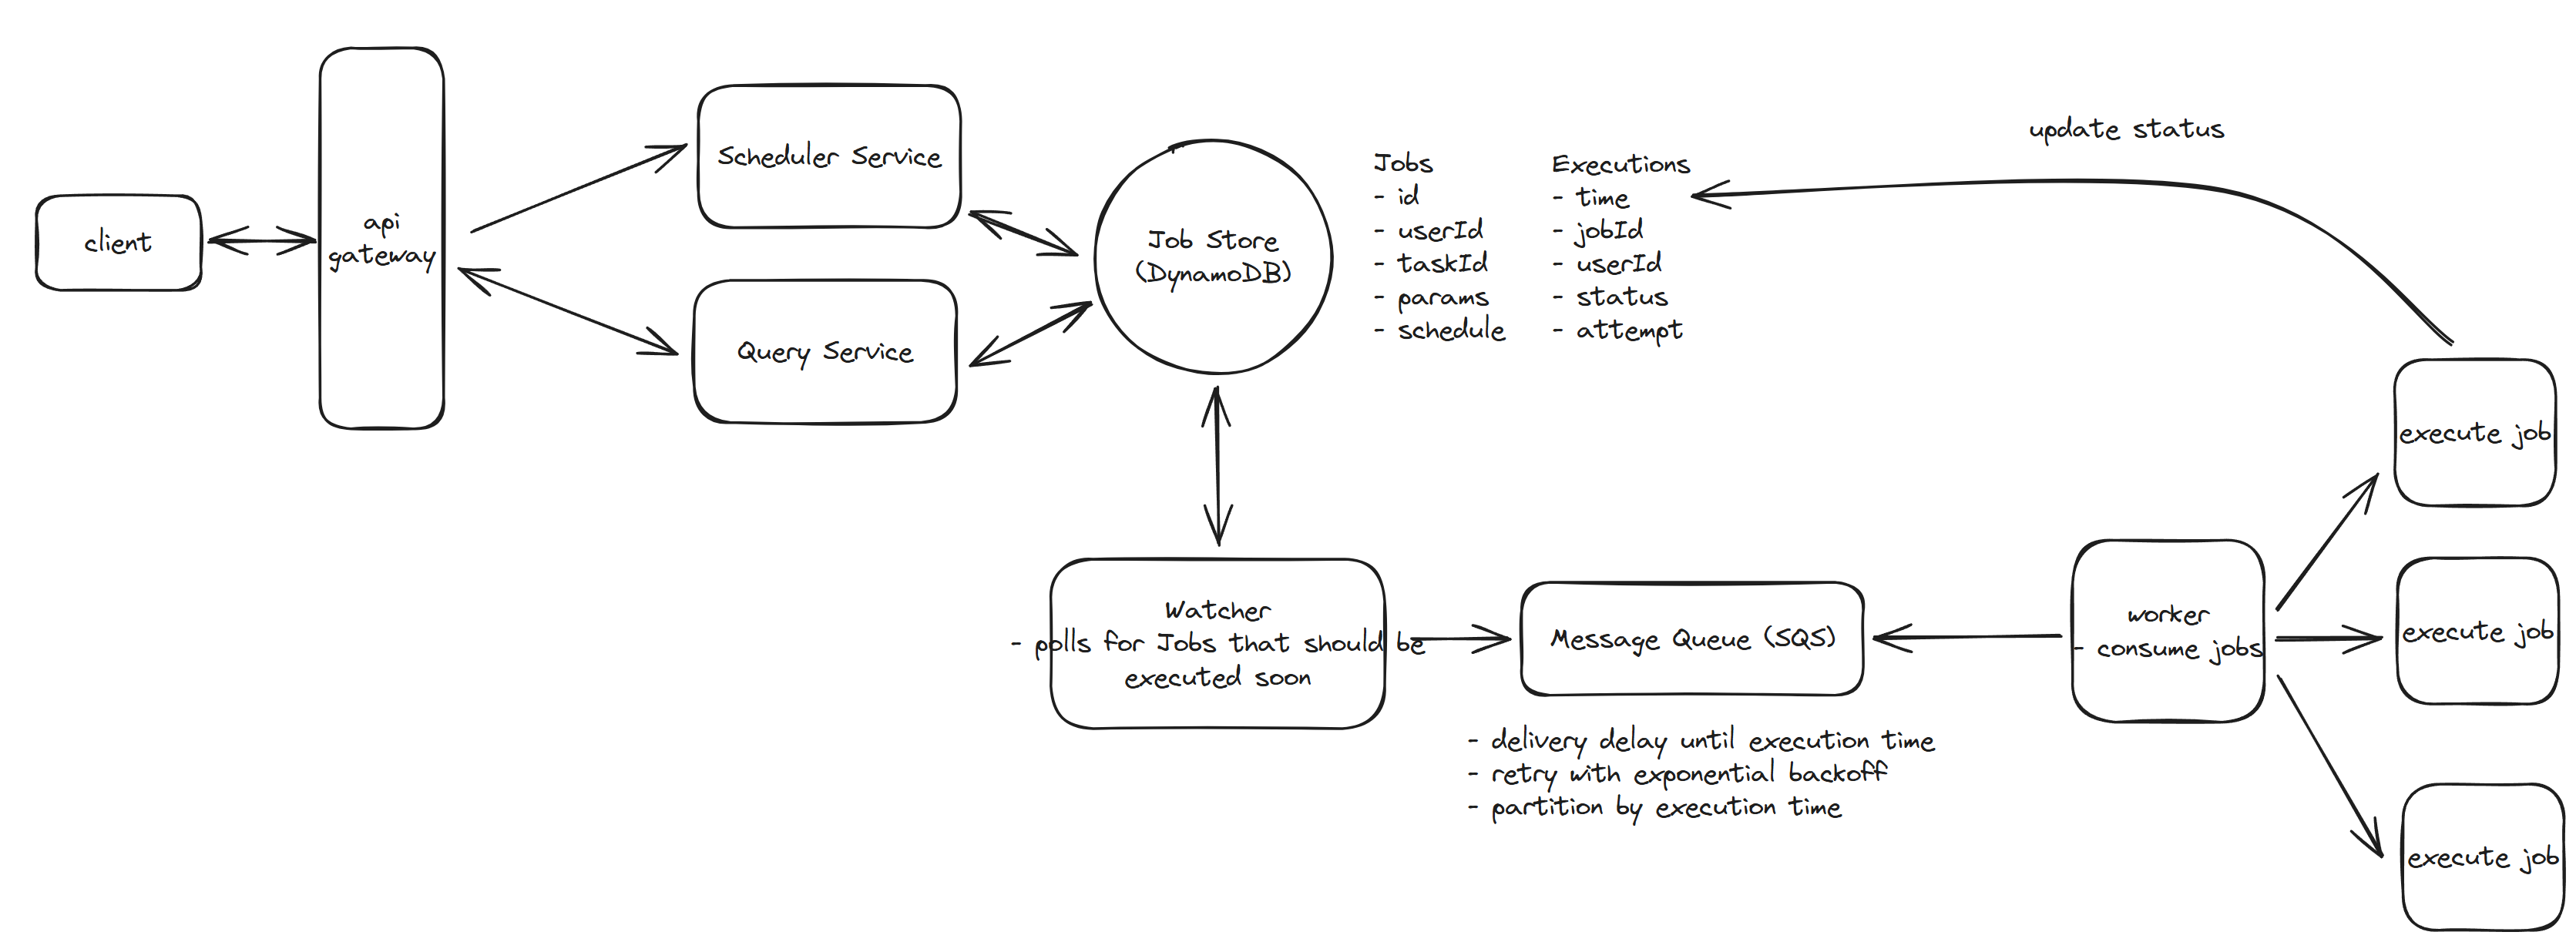 client
api
gateway
Scheduler Service
Query Service
Job Store
(DynamoDB)
Jobs
- id
- userId
- taskId
- params
- schedule
Executions
- time
- jobId
- userId
- status
- attempt
update status
Watcher
- polls for Jobs that should be
executed soon
Message Queue (SQS)
- delivery delay until execution time
- retry with exponential backoff
- partition by execution time
worker
- consume jobs
execute job
execute job
execute job